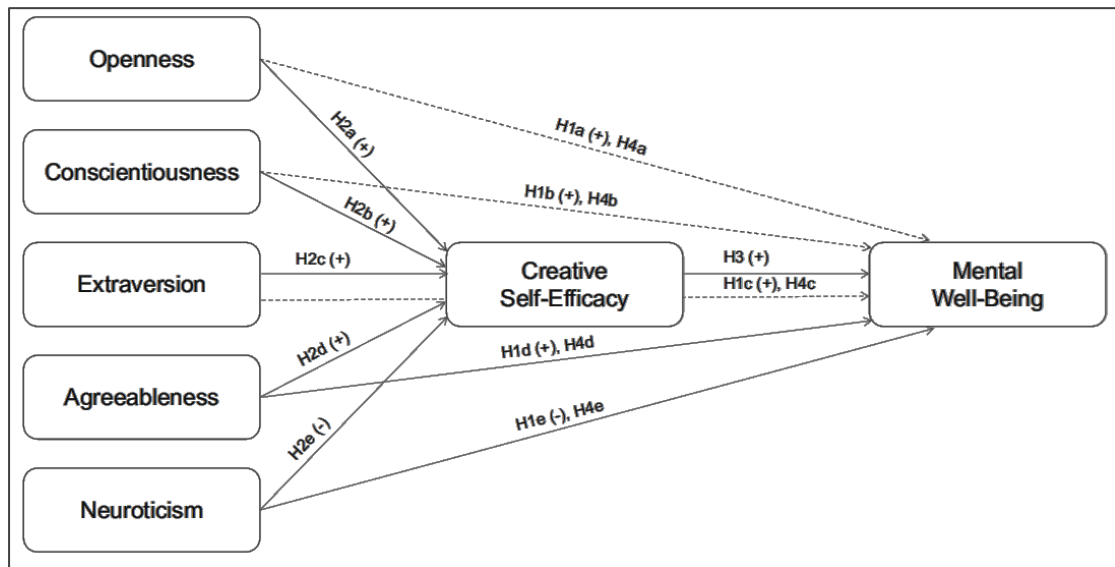 Openness
H1a (+), H4a
H2a (+)
Conscientiousness
H1b (+), H4b
H2b (+)
Extraversion
H2c (+)
Creative
Self-Efficacy
H3 (+)
H1c (+), H4c
Mental
Well-Being
H2d (+)
H1d (+), H4d
Agreeableness
H2e (-)
H1e (-), H4e
Neuroticism